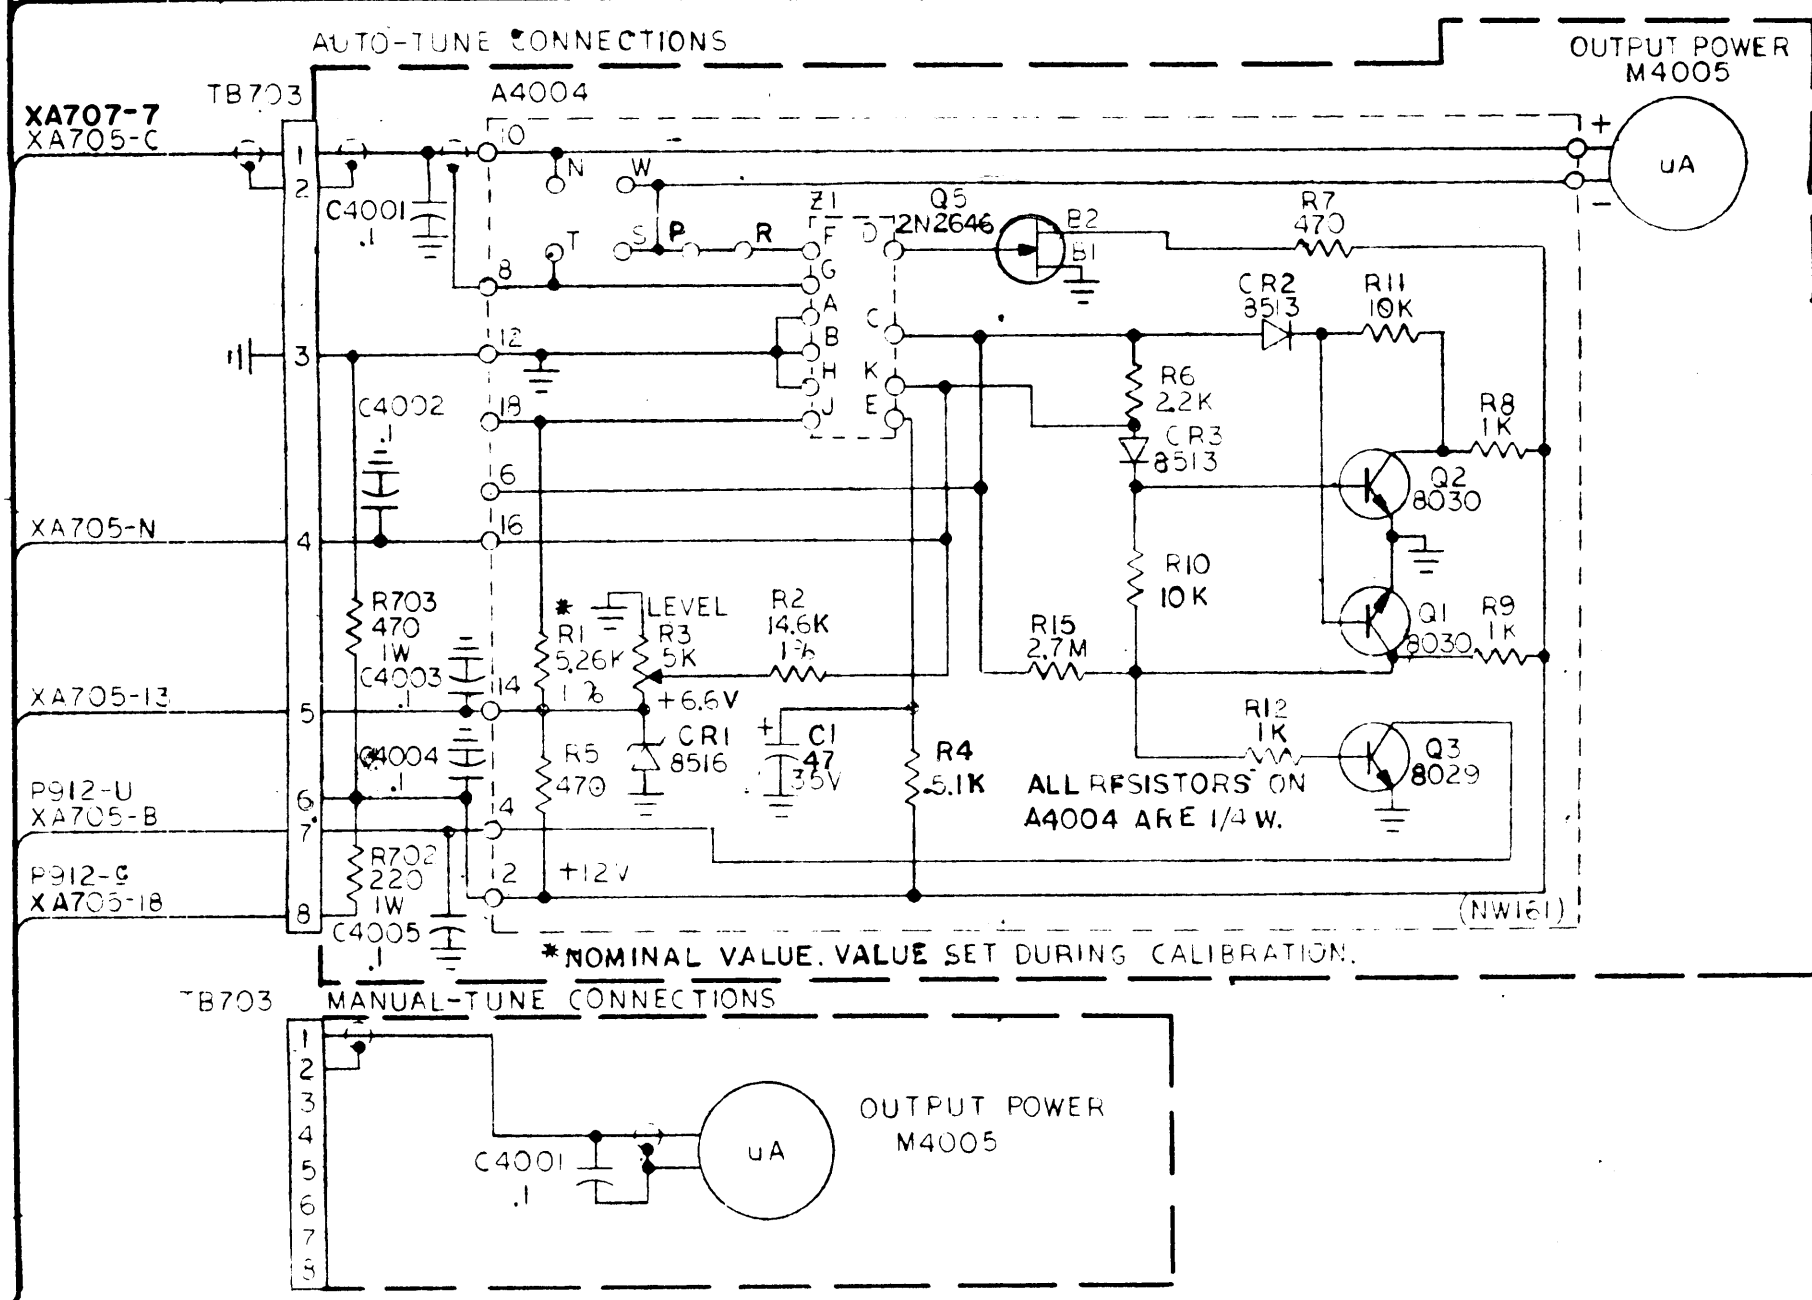 AUTO-TUNE CONNECTIONS
OUTPUT POWER
M4005
TB703
A4004
XA707-7
XA705-C
1
2
10
N
W
+
uA
−
C4001
.1
T
S
P
R
Z1
F
D
Q5
2N2646
B2
B1
R7
470
8
G
A
C
CR2
8513
R11
10K
3
12
B
H
K
R6
2.2K
C4002
.1
18
J
E
CR3
8513
R8
1K
6
Q2
8030
XA705-N
4
16
R703
470
1W
*
R1
5.26K
1%
LEVEL
R3
5K
R2
14.6K
1%
R10
10K
R15
2.7M
Q1
8030
R9
1K
C4003
.1
XA705-13
5
14
+6.6V
R12
1K
C4004
.1
R5
470
CR1
8516
+
C1
47
35V
R4
5.1K
Q3
8029
ALL RESISTORS ON
A4004 ARE 1/4 W.
P912-U
XA705-B
6
7
4
R702
220
1W
2
+12V
XA705-18
8
C4005
.1
(NW161)
*NOMINAL VALUE. VALUE SET DURING CALIBRATION.
TB703
MANUAL-TUNE CONNECTIONS
1
2
3
4
5
6
7
8
C4001
.1
uA
OUTPUT POWER
M4005